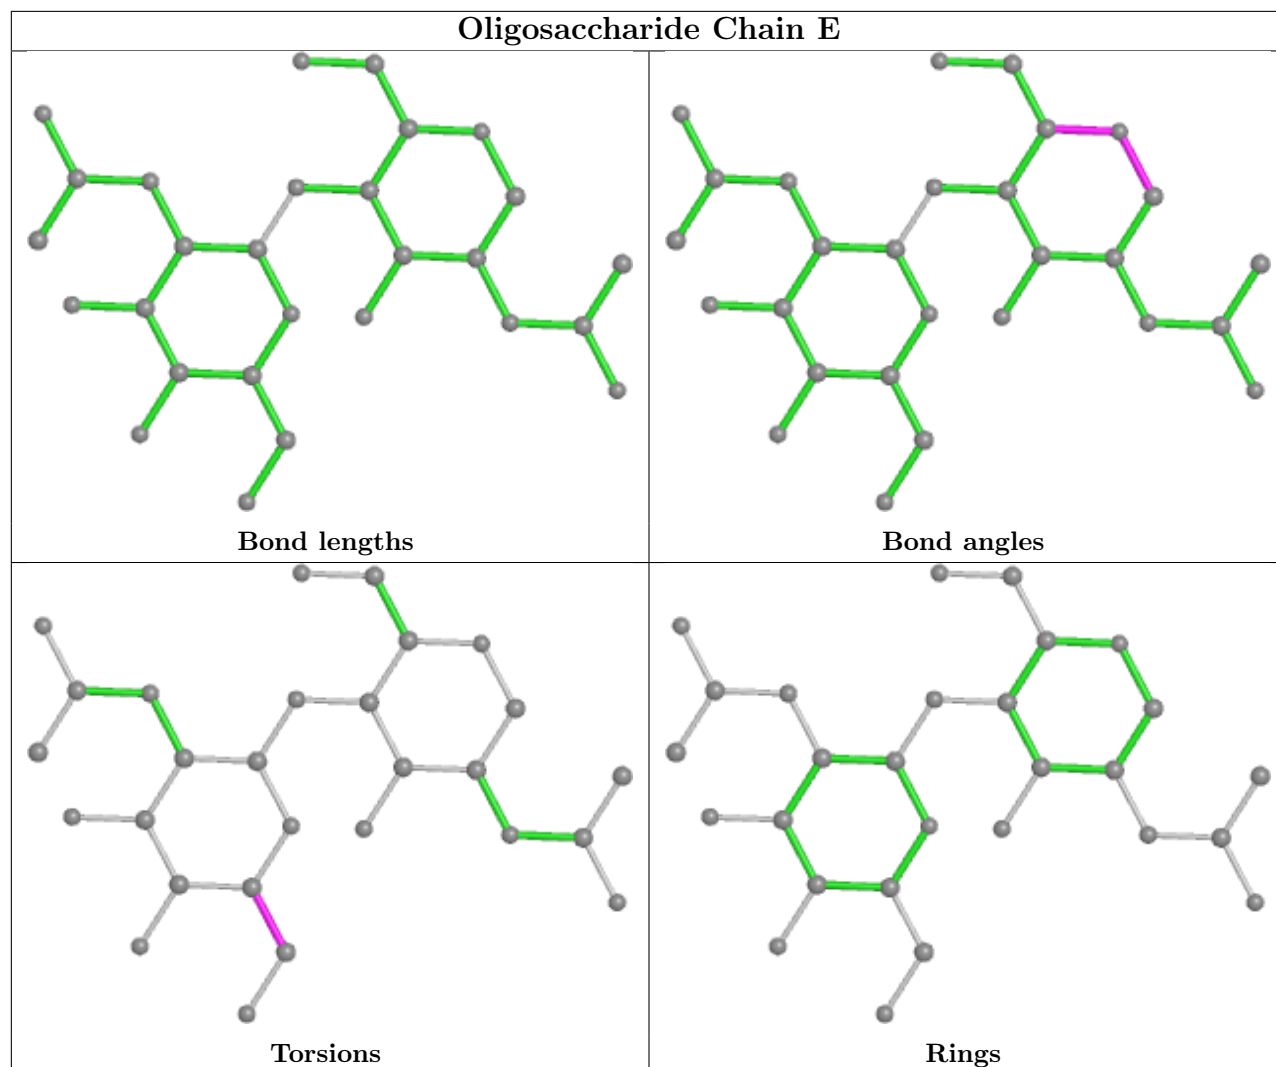 Oligosaccharide Chain E
Bond lengths
Bond angles
Torsions
Rings